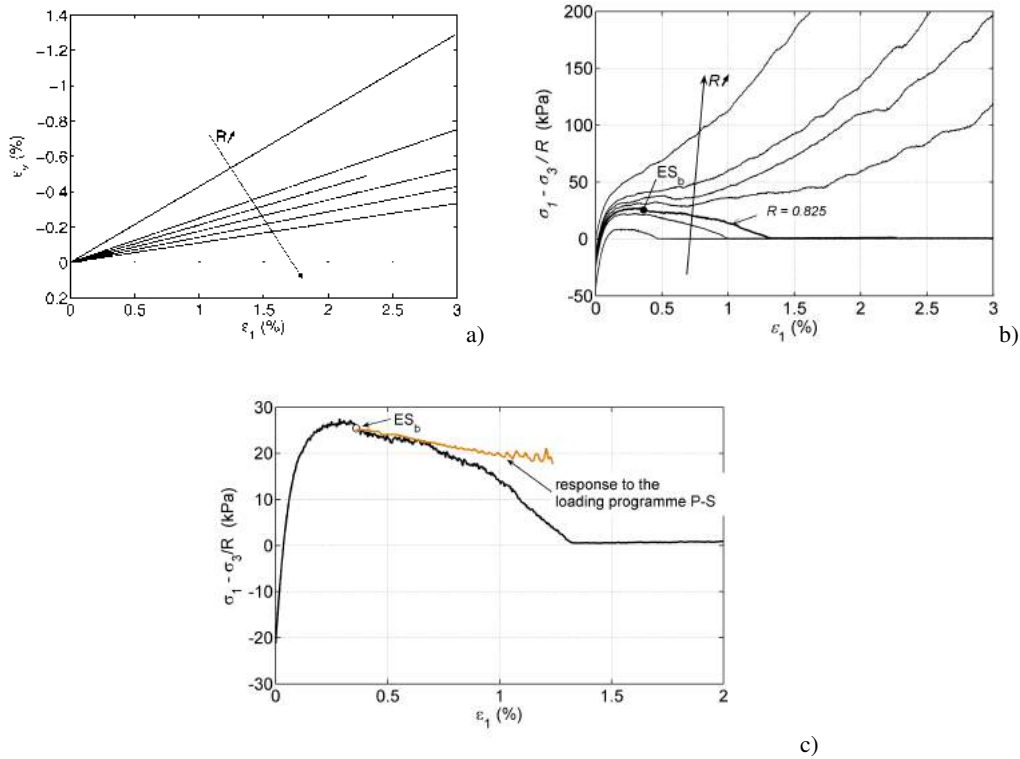 1.4
-1.2
-1
-0.8
-0.6
-0.4
-0.2
0
0.2
εv (%)
R↗
0 0.5 1 1.5 2 2.5 3
ε1 (%)
a)
200
150
100
50
0
-50
σ1 - σ3 / R (kPa)
R↗
ESb
R = 0.825
0 0.5 1 1.5 2 2.5 3
ε1 (%)
b)
30
20
10
0
-10
-20
-30
σ1 - σ3/R (kPa)
ESb
response to the
loading programme P-S
0 0.5 1 1.5 2
ε1 (%)
c)